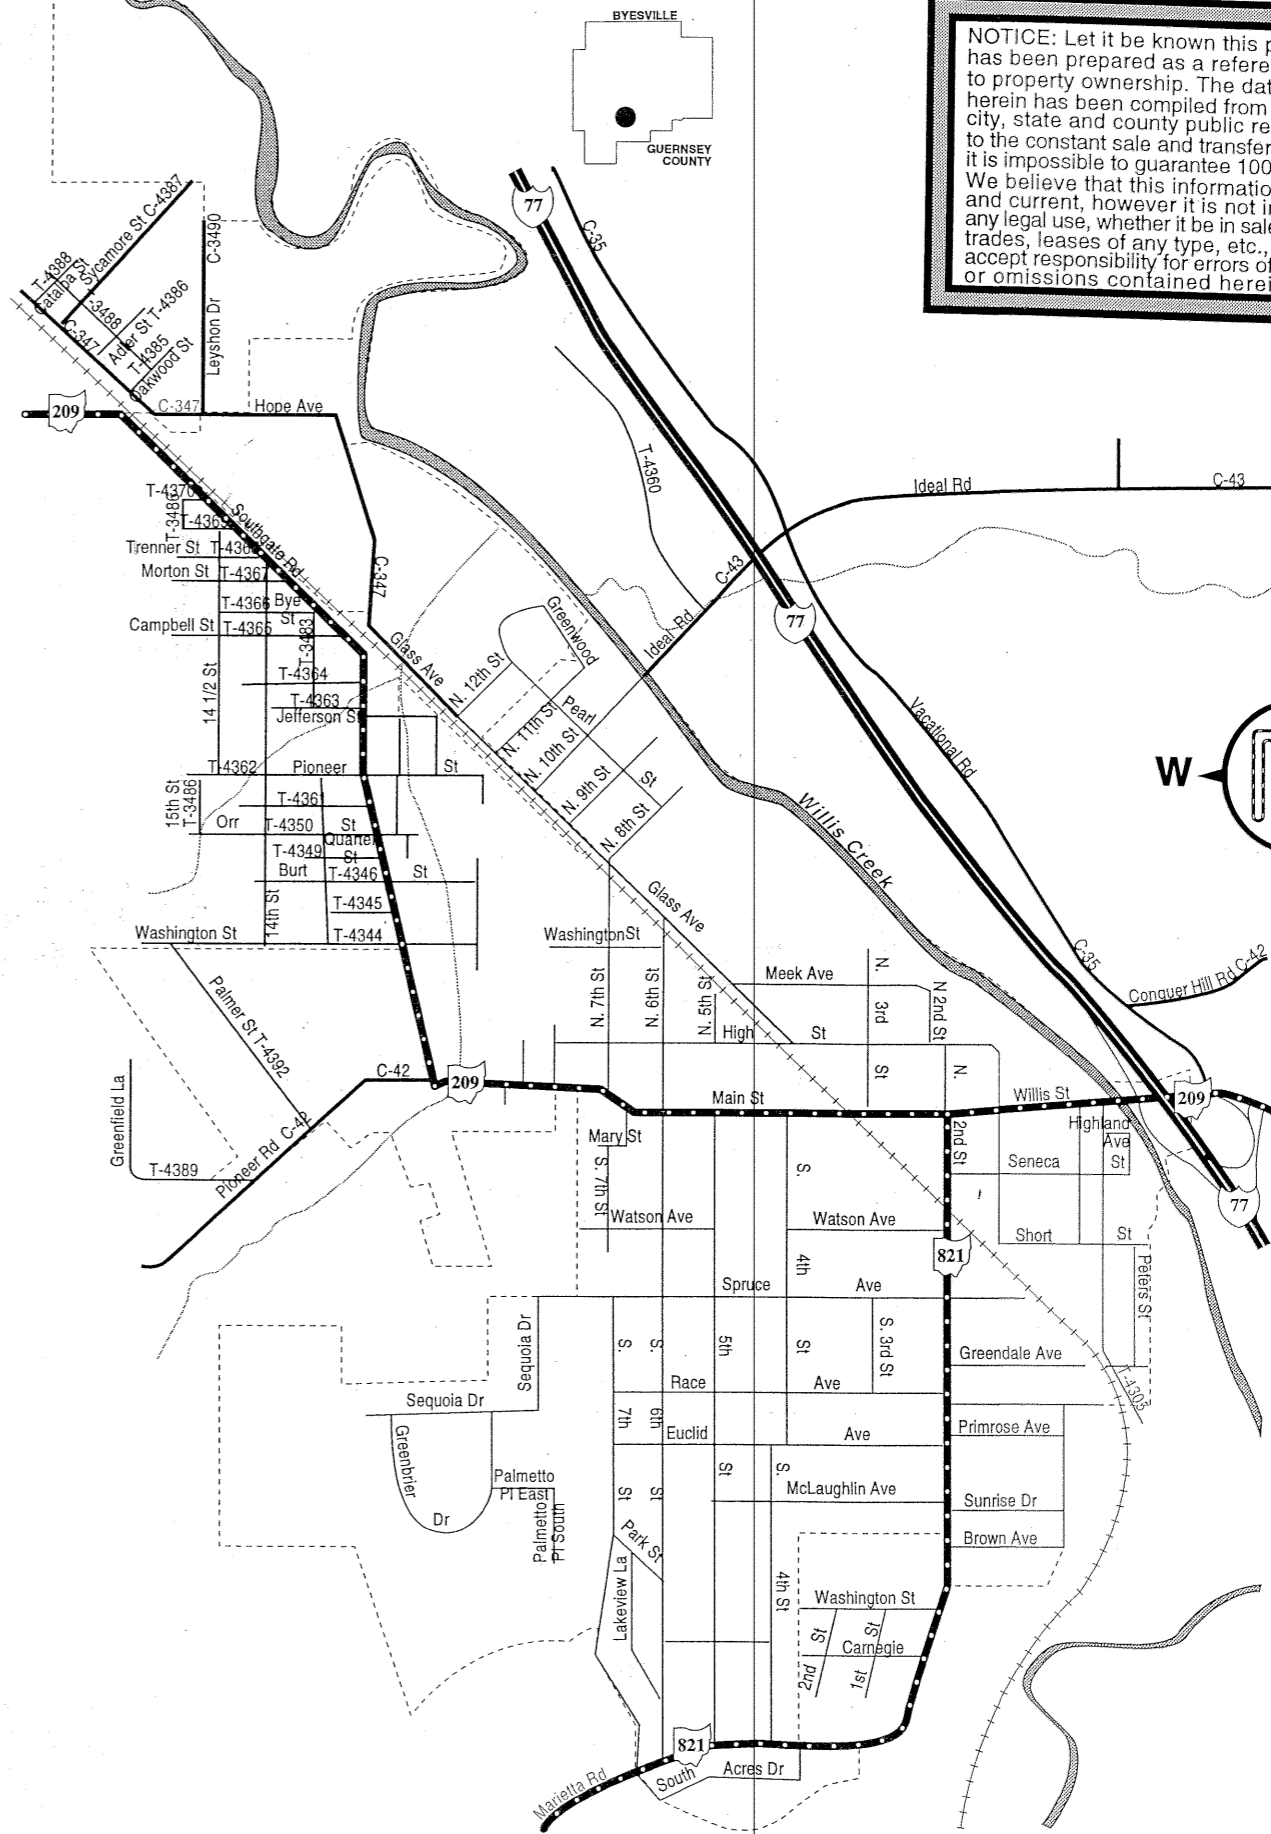 BYESVILLE
GUERNSEY
COUNTY
NOTICE: Let it be known this p
has been prepared as a refere
to property ownership. The dat
herein has been compiled from
city, state and county public re
to the constant sale and transfer
it is impossible to guarantee 100
We believe that this informatio
and current, however it is not i
any legal use, whether it be in sale
trades, leases of any type, etc.,
accept responsibility for errors of
or omissions contained herei
77
C-35
Sycamore St C-4387
C-3490
Leyshon Dr
T-4388
Catalpa St
-3488
Adler St T-4386
T-4385
Oakwood St
C-347
C-347
Hope Ave
209
T-4360
Ideal Rd
C-43
T-4370
T-3486
T-4369
Southgate Rd
Trenner St
T-436
Morton St
T-4367
C-347
C-43
T-4366
Bye
St
Campbell St
T-4365
T-3483
Greenwood
Ideal Rd
77
Glass Ave
N. 12th St
T-4364
14 1/2 St
T-4363
Jefferson St
N. 11th St
Pearl
N. 10th St
Vacational Rd
W
T-4362
Pioneer
St
N. 9th St
St
15th St
T-3486
T-4361
Orr
T-4350
St
Quarter
St
N. 8th St
Willis Creek
T-4349
Burt
T-4346
St
14th St
T-4345
Glass Ave
Washington St
T-4344
Washington St
C-35
Palmer St T-4392
N. 7th St
N. 6th St
N. 5th St
Meek Ave
N.
3rd
St
N 2nd St
Conquer Hill Rd C-42
High
St
C-42
209
N.
2nd St
Main St
Willis St
209
Greenfield La
T-4389
Pioneer Rd C-42
Mary St
S. 7th St
Highland
Ave
Seneca
St
77
S.
4th
St
Watson Ave
Watson Ave
Short
St
821
Peters St
Spruce
Ave
Sequoia Dr
S.
7th
St
S.
6th
St
5th
St
S. 3rd St
Greendale Ave
T-4303
Race
Ave
Sequoia Dr
Greenbrier
Dr
Euclid
Ave
Primrose Ave
Palmetto
Pl East
Palmetto
Pl South
S.
4th St
McLaughlin Ave
Sunrise Dr
Brown Ave
Park St
Lakeview La
Washington St
2nd
St
1st
St
Carnegie
821
Marietta Rd
South
Acres Dr